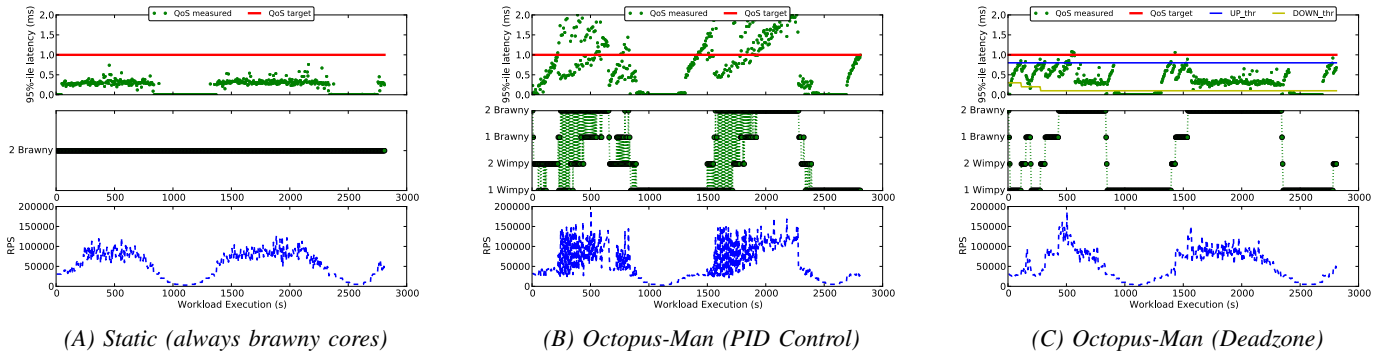 QoS measured QoS target
95%-ile latency (ms)
2.0
1.5
1.0
0.5
0.0
2 Brawny
RPS
200000
150000
100000
50000
0
0 500 1000 1500 2000 2500 3000
Workload Execution (s)
(A) Static (always brawny cores)
QoS measured QoS target
95%-ile latency (ms)
2.0
1.5
1.0
0.5
0.0
2 Brawny
1 Brawny
2 Wimpy
1 Wimpy
RPS
200000
150000
100000
50000
0
0 500 1000 1500 2000 2500 3000
Workload Execution (s)
(B) Octopus-Man (PID Control)
QoS measured QoS target UP_thr DOWN_thr
95%-ile latency (ms)
2.0
1.5
1.0
0.5
0.0
2 Brawny
1 Brawny
2 Wimpy
1 Wimpy
RPS
200000
150000
100000
50000
0
0 500 1000 1500 2000 2500 3000
Workload Execution (s)
(C) Octopus-Man (Deadzone)